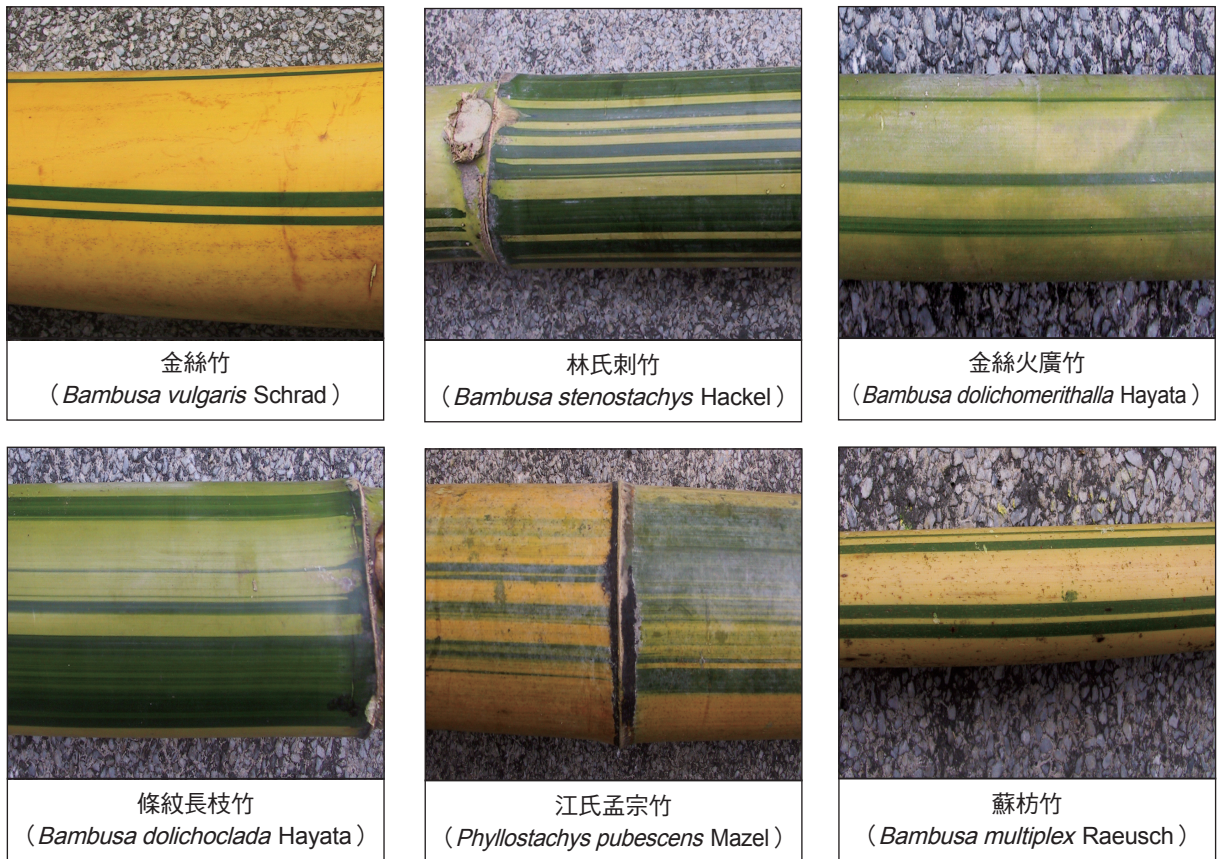 金絲竹
（Bambusa vulgaris Schrad）
林氏刺竹
（Bambusa stenostachys Hackel）
金絲火廣竹
（Bambusa dolichomerithalla Hayata）
條紋長枝竹
（Bambusa dolichoclada Hayata）
江氏孟宗竹
（Phyllostachys pubescens Mazel）
蘇枋竹
（Bambusa multiplex Raeusch）